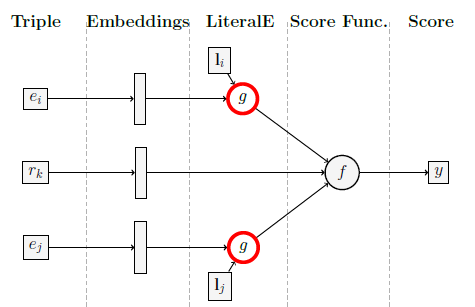 Triple Embeddings LiteralE Score Func. Score
l_i
e_i g
r_k f y
e_j g
l_j